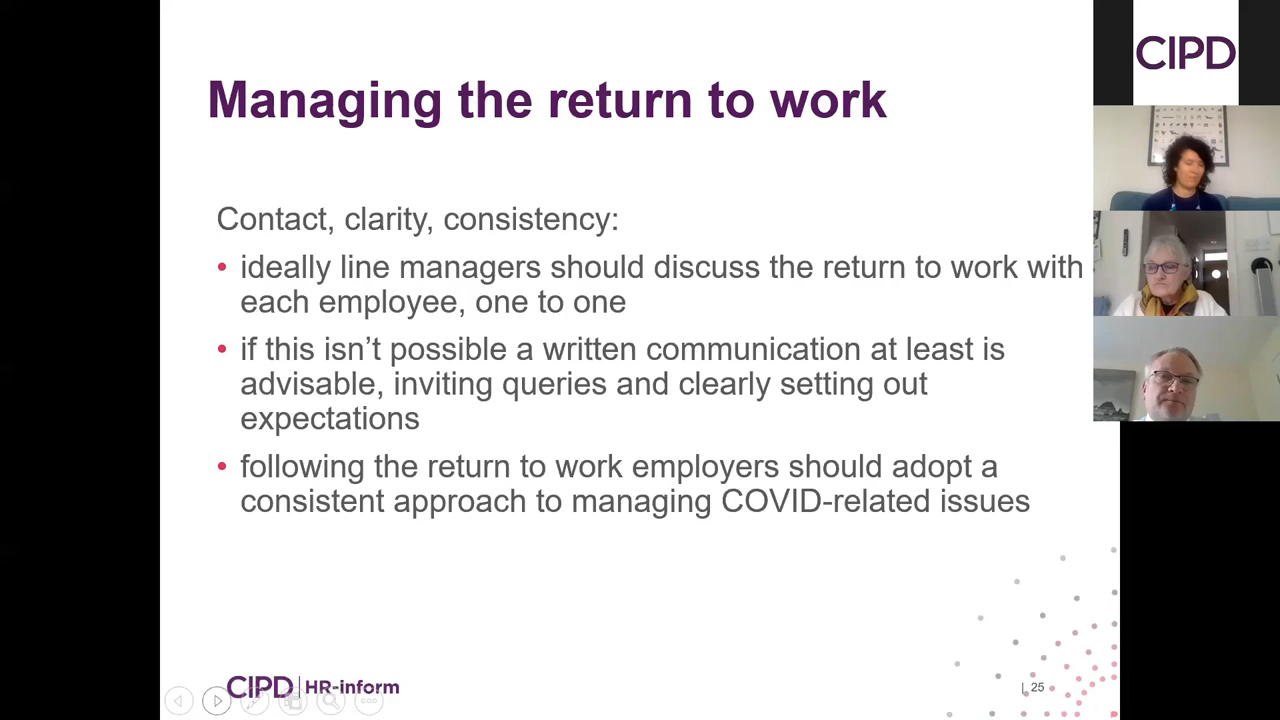 CIPD
Managing the return to work
Contact, clarity, consistency:
• ideally line managers should discuss the return to work with
each employee, one to one
• if this isn’t possible a written communication at least is
advisable, inviting queries and clearly setting out
expectations
• following the return to work employers should adopt a
consistent approach to managing COVID-related issues
CIPD | HR-inform
| 25